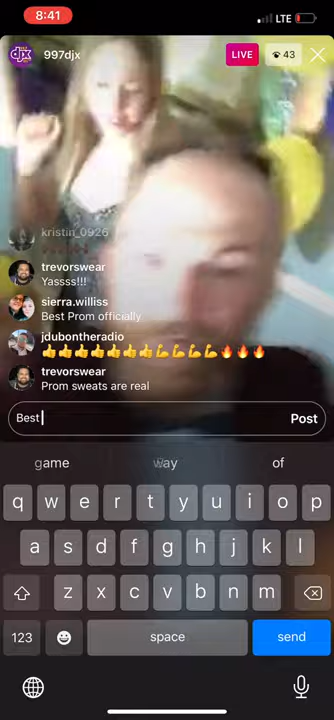 8:41
LTE
djx
997djx
LIVE
43
kristin_0926
trevorswear
Yassss!!!
sierra.williss
Best Prom officially
jdubontheradio
👍👍👍👍👍👍👍💪💪💪💪🔥🔥🔥
trevorswear
Prom sweats are real
Best
Post
game way of
q w e r t y u i o p
a s d f g h j k l
z x c v b n m
123 space send